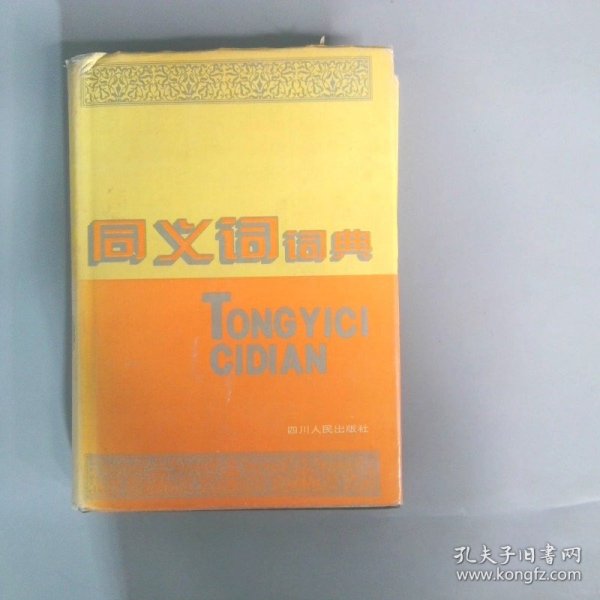 同义词词典
TONGYICI
CIDIAN
四川人民出版社
孔夫子旧书网
www.kongfz.com